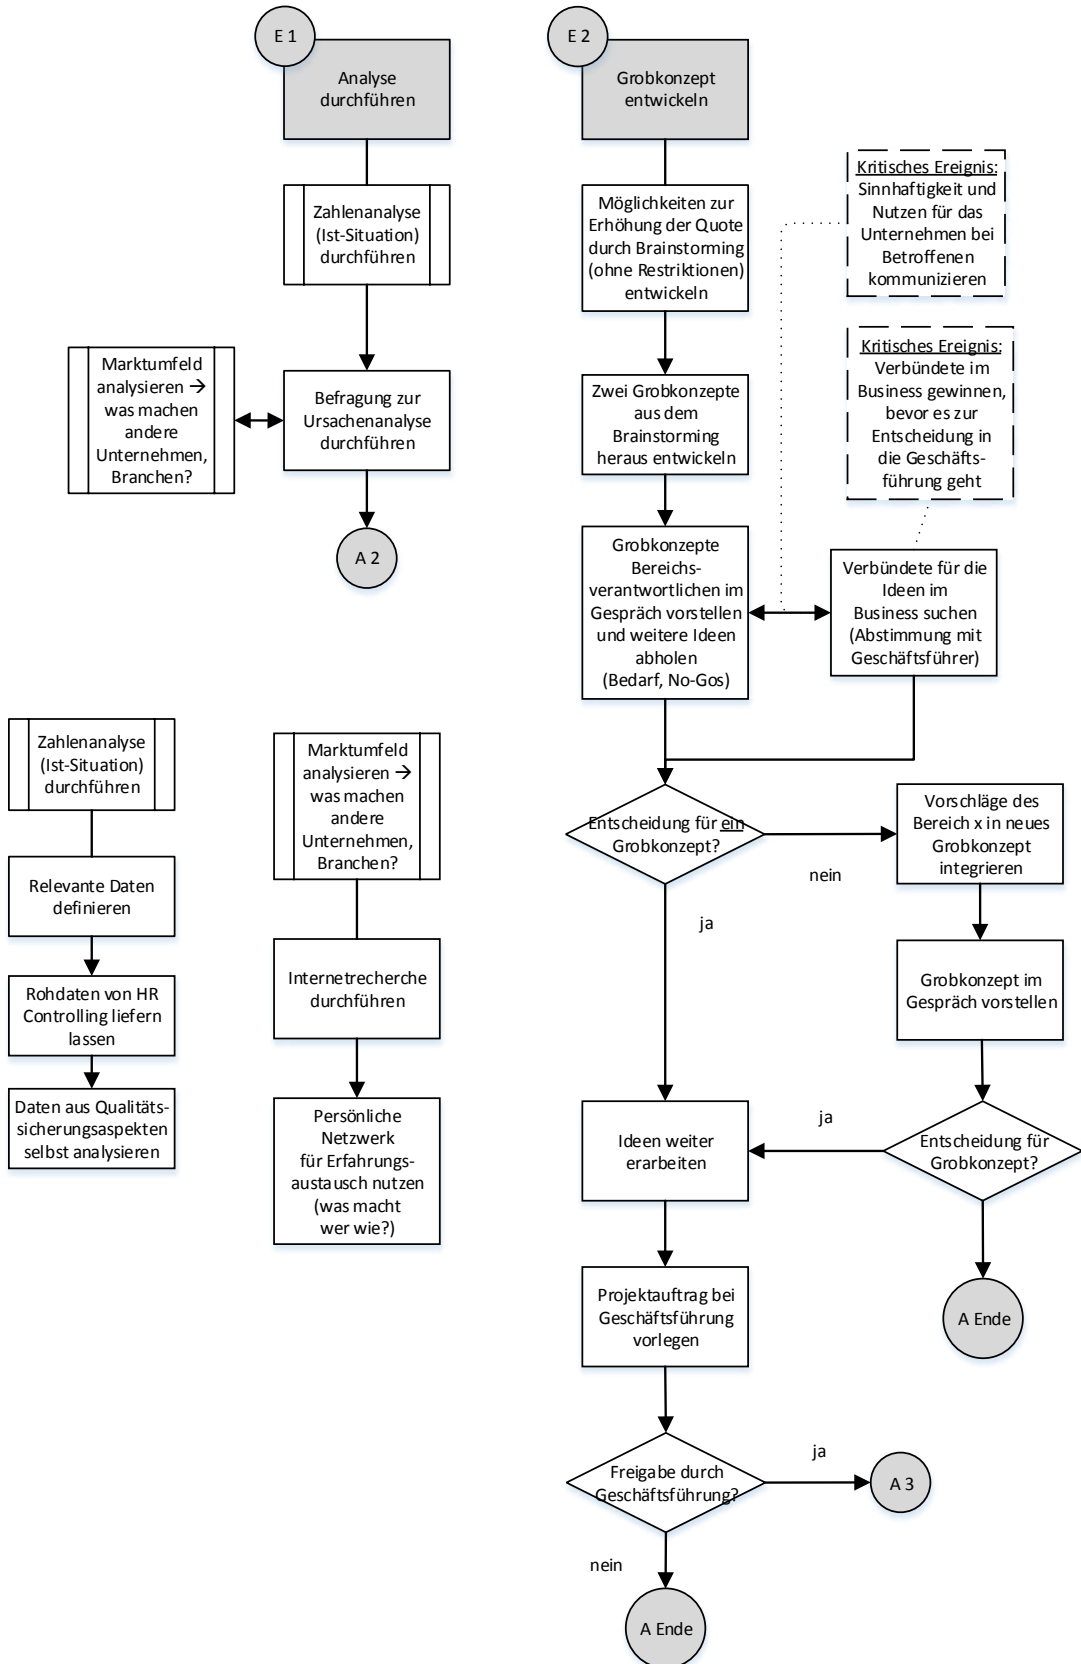 E 1
Analyse
durchführen
Zahlenanalyse
(Ist-Situation)
durchführen
Marktumfeld
analysieren →
was machen
andere
Unternehmen,
Branchen?
Befragung zur
Ursachenanalyse
durchführen
A 2
E 2
Grobkonzept
entwickeln
Möglichkeiten zur
Erhöhung der Quote
durch Brainstorming
(ohne Restriktionen)
entwickeln
Kritisches Ereignis:
Sinnhaftigkeit und
Nutzen für das
Unternehmen bei
Betroffenen
kommunizieren
Kritisches Ereignis:
Verbündete im
Business gewinnen,
bevor es zur
Entscheidung in
die Geschäfts-
führung geht
Zwei Grobkonzepte
aus dem
Brainstorming
heraus entwickeln
Grobkonzepte
Bereichs-
verantwortlichen im
Gespräch vorstellen
und weitere Ideen
abholen
(Bedarf, No-Gos)
Verbündete für die
Ideen im
Business suchen
(Abstimmung mit
Geschäftsführer)
Zahlenanalyse
(Ist-Situation)
durchführen
Relevante Daten
definieren
Rohdaten von HR
Controlling liefern
lassen
Daten aus Qualitäts-
sicherungsaspekten
selbst analysieren
Marktumfeld
analysieren →
was machen
andere
Unternehmen,
Branchen?
Internetrecherche
durchführen
Persönliche
Netzwerk
für Erfahrungs-
austausch nutzen
(was macht
wer wie?)
Entscheidung für ein
Grobkonzept?
nein
ja
Vorschläge des
Bereich x in neues
Grobkonzept
integrieren
Grobkonzept im
Gespräch vorstellen
Entscheidung für
Grobkonzept?
ja
A Ende
Ideen weiter
erarbeiten
Projektauftrag bei
Geschäftsführung
vorlegen
Freigabe durch
Geschäftsführung?
ja
A 3
nein
A Ende